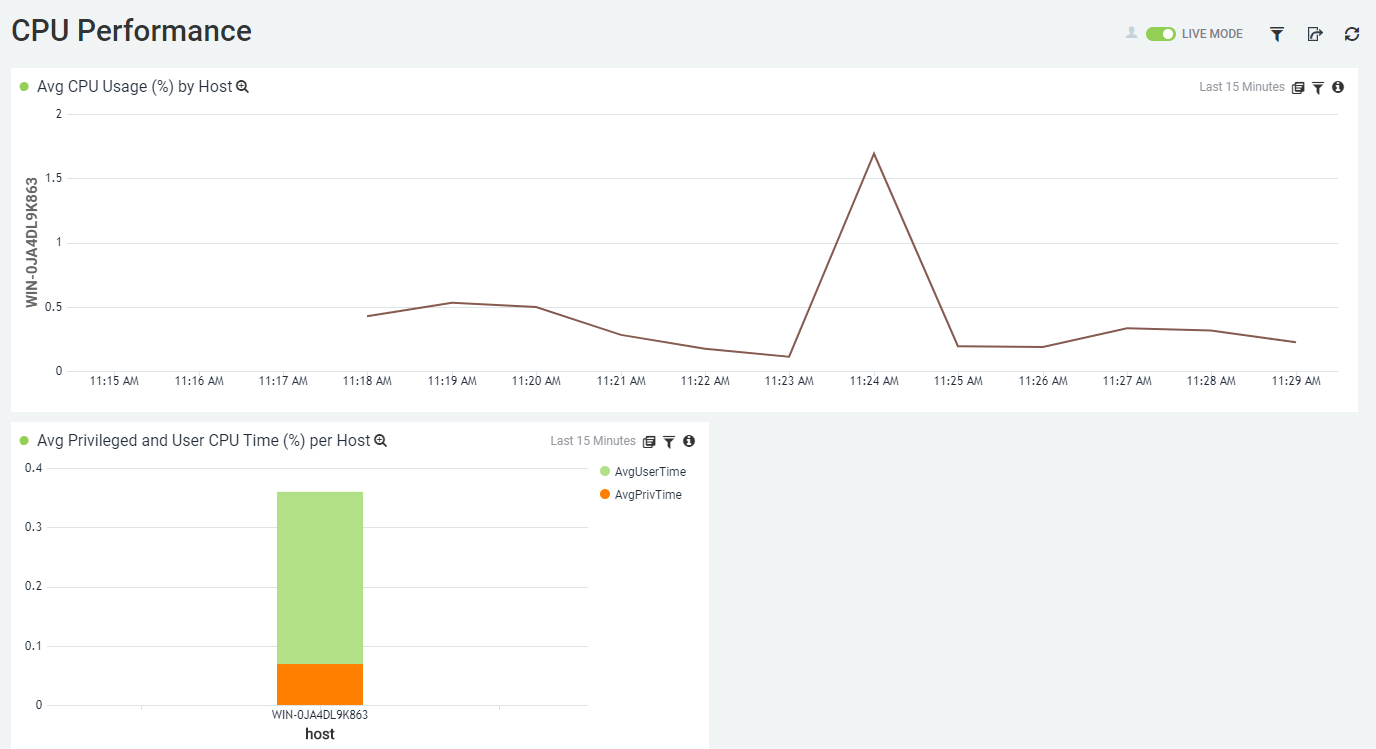 CPU Performance
LIVE MODE
Avg CPU Usage (%) by Host
Last 15 Minutes
WIN-0JA4DL9K863
2
1.5
1
0.5
0
11:15 AM 11:16 AM 11:17 AM 11:18 AM 11:19 AM 11:20 AM 11:21 AM 11:22 AM 11:23 AM 11:24 AM 11:25 AM 11:26 AM 11:27 AM 11:28 AM 11:29 AM
Avg Privileged and User CPU Time (%) per Host
Last 15 Minutes
0.4
0.3
0.2
0.1
0
WIN-0JA4DL9K863
host
AvgUserTime
AvgPrivTime